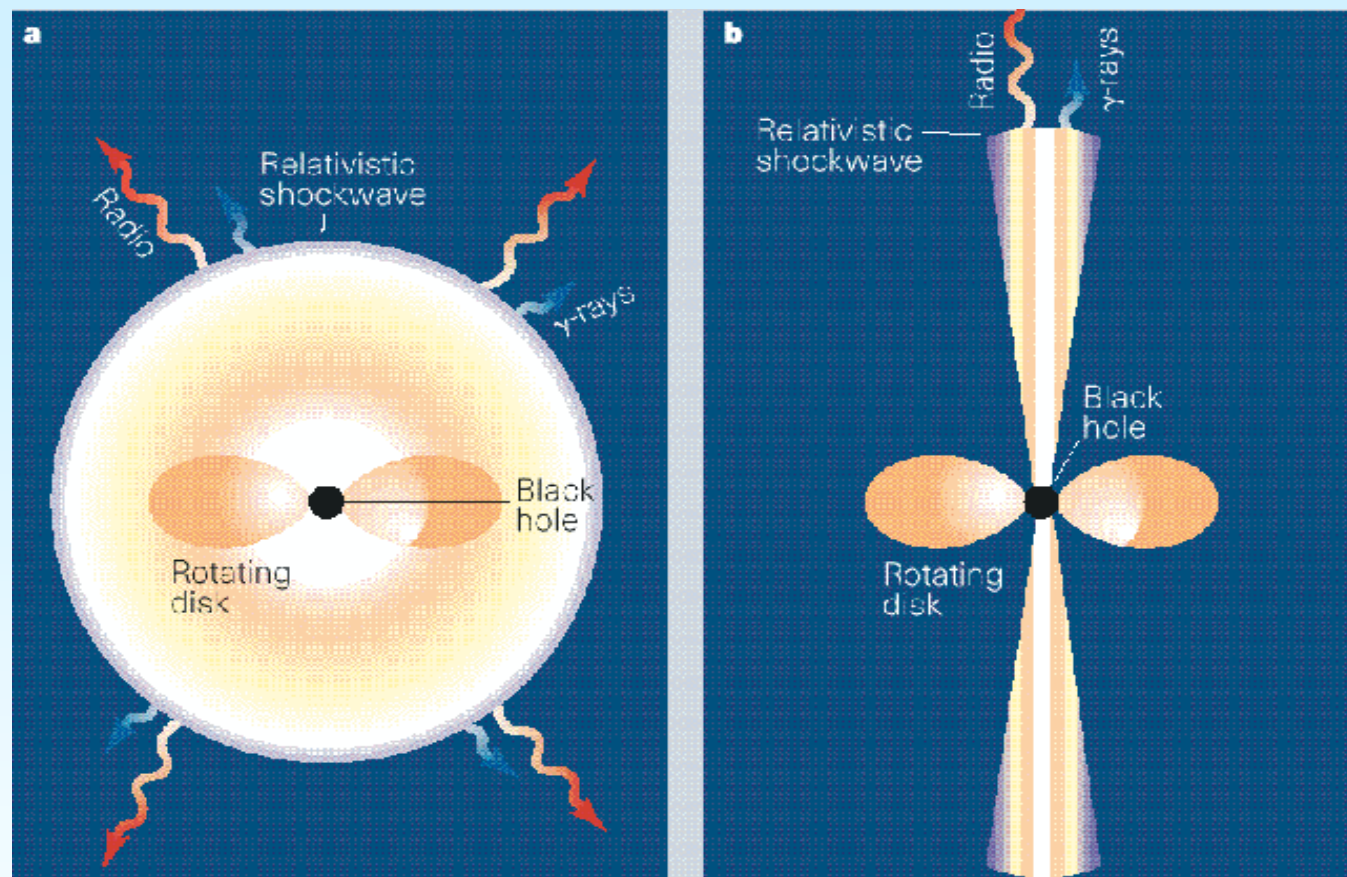 a
Relativistic
shockwave
Radio
γ-rays
Black
hole
Rotating
disk
b
Radio
γ-rays
Relativistic
shockwave
Black
hole
Rotating
disk